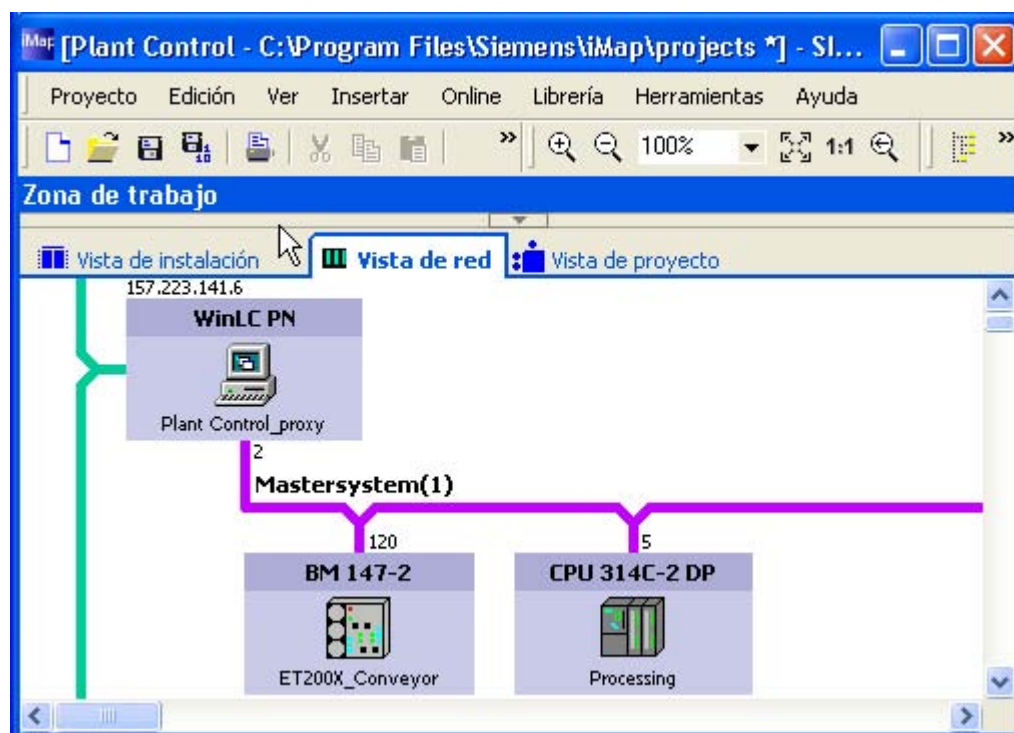 iMap [Plant Control - C:\Program Files\Siemens\iMap\projects *] - SI...
Proyecto Edición Ver Insertar Online Librería Herramientas Ayuda
» 100% 1:1 »
Zona de trabajo
Vista de instalación Vista de red Vista de proyecto
157.223.141.6
WinLC PN
Plant Control_proxy
2
Mastersystem(1)
120 5
BM 147-2 CPU 314C-2 DP
ET200X_Conveyor Processing